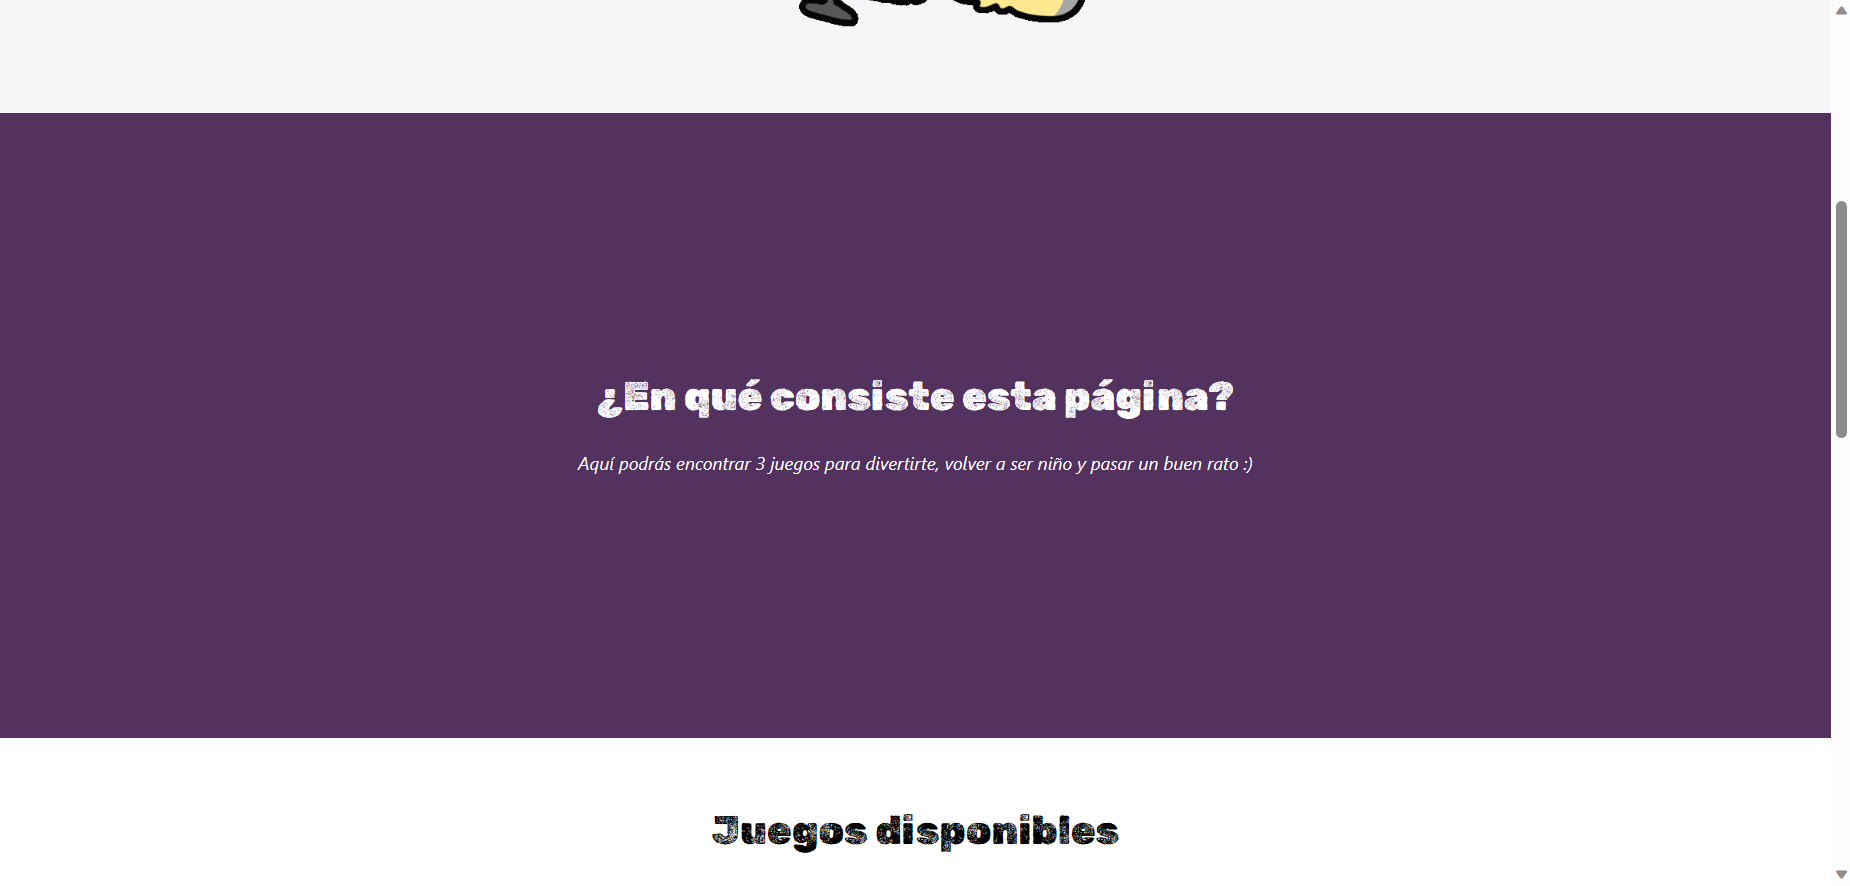 ¿En qué consiste esta página?
Aquí podrás encontrar 3 juegos para divertirte, volver a ser niño y pasar un buen rato :)
Juegos disponibles